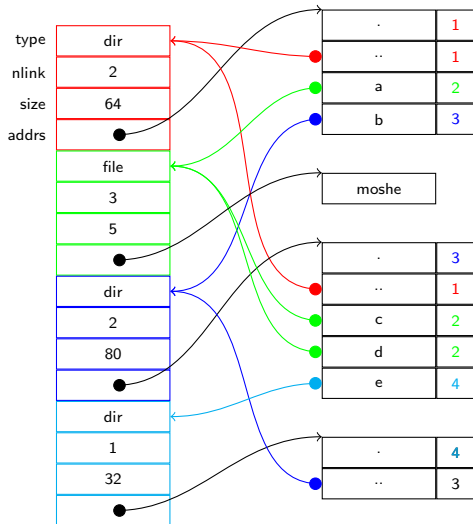 type dir
nlink 2
size 64
addrs
file
3
5
dir
2
80
dir
1
32
. 1
.. 1
a 2
b 3
moshe
. 3
.. 1
c 2
d 2
e 4
. 4
.. 3